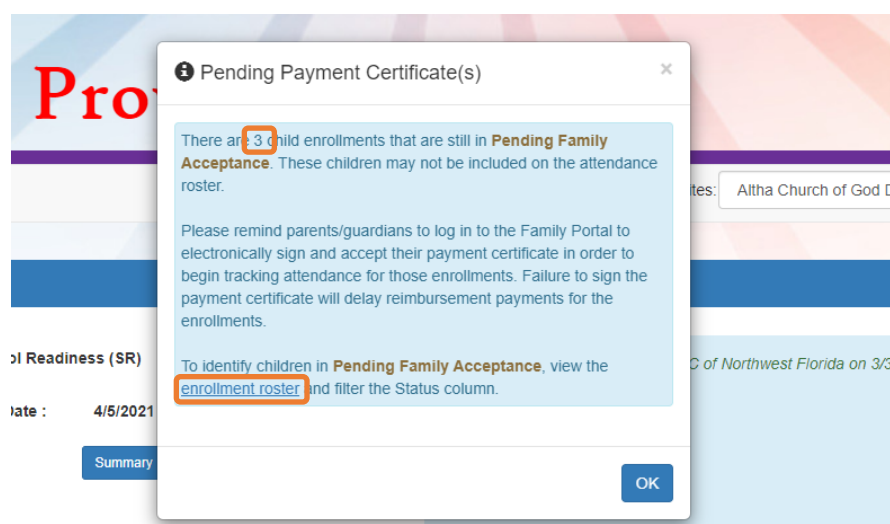 Pending Payment Certificate(s) ×
Pro
There are 3 child enrollments that are still in Pending Family
Acceptance. These children may not be included on the attendance
roster.
ites: Altha Church of God D
Please remind parents/guardians to log in to the Family Portal to
electronically sign and accept their payment certificate in order to
begin tracking attendance for those enrollments. Failure to sign the
payment certificate will delay reimbursement payments for the
enrollments.
ol Readiness (SR)
To identify children in Pending Family Acceptance, view the
enrollment roster and filter the Status column.
C of Northwest Florida on 3/3
Date : 4/5/2021
Summary
OK